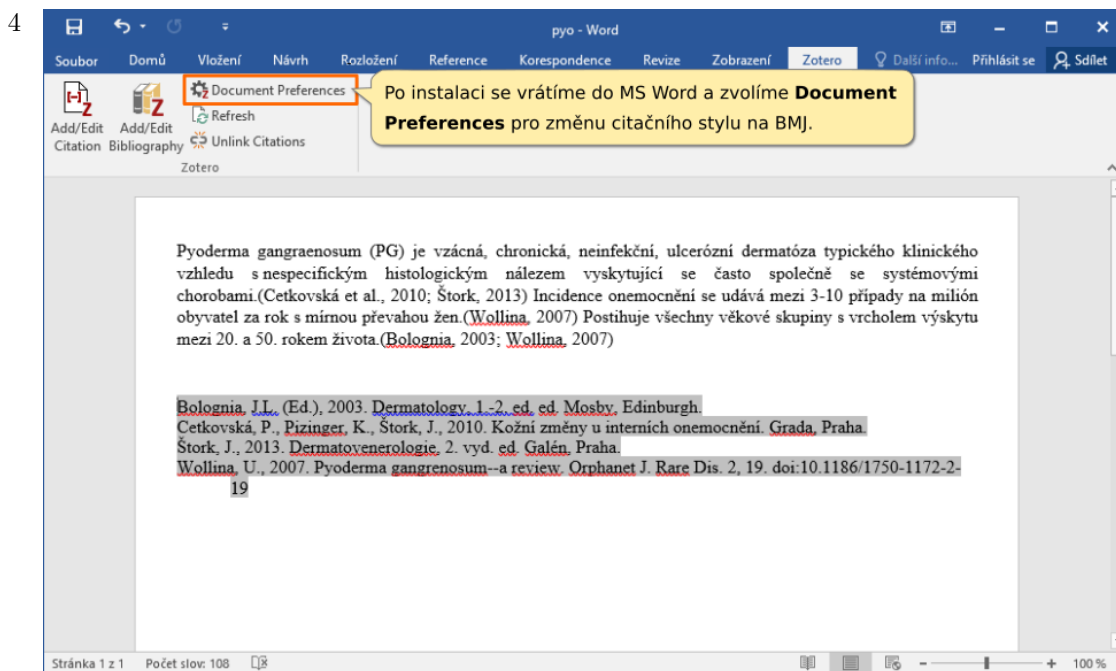 4
pyo - Word
Soubor Domů Vložení Návrh Rozložení Reference Korespondence Revize Zobrazení Zotero Další info... Přihlásit se Sdílet
Add/Edit Citation
Add/Edit Bibliography
Document Preferences
Refresh
Unlink Citations
Zotero
Po instalaci se vrátíme do MS Word a zvolíme Document
Preferences pro změnu citačního stylu na BMJ.
Pyoderma gangraenosum (PG) je vzácná, chronická, neinfekční, ulcerózní dermatóza typického klinického
vzhledu s nespecifickým histologickým nálezem vyskytující se často společně se systémovými
chorobami.(Cetkovská et al., 2010; Štork, 2013) Incidence onemocnění se udává mezi 3-10 případy na milión
obyvatel za rok s mírnou převahou žen.(Wollina, 2007) Postihuje všechny věkové skupiny s vrcholem výskytu
mezi 20. a 50. rokem života.(Bolognia, 2003; Wollina, 2007)
Bolognia, J.L. (Ed.), 2003. Dermatology, 1.-2. ed, ed. Mosby, Edinburgh.
Cetkovská, P., Pizinger, K., Štork, J., 2010. Kožní změny u interních onemocnění. Grada, Praha.
Štork, J., 2013. Dermatovenerologie, 2. vyd. ed. Galén, Praha.
Wollina, U., 2007. Pyoderma gangrenosum--a review. Orphanet J. Rare Dis. 2, 19. doi:10.1186/1750-1172-2-
19
Stránka 1 z 1 Počet slov: 108 100 %